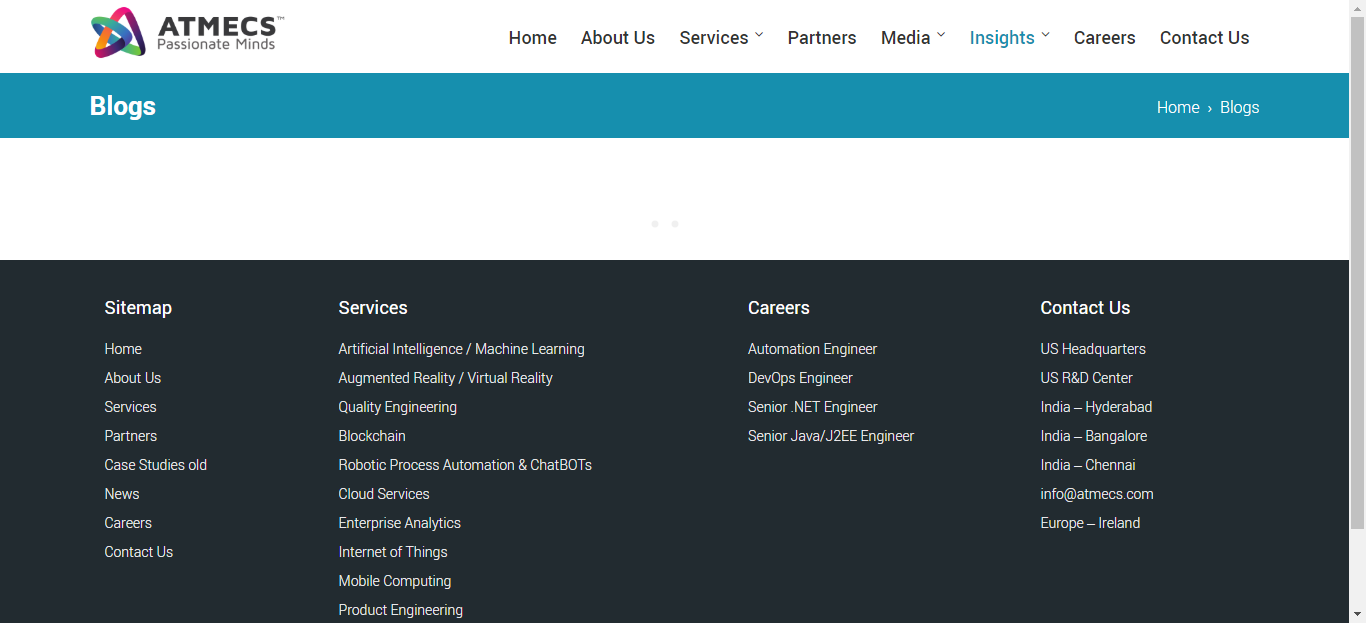 ATMECS™
Passionate Minds
Home About Us Services Partners Media Insights Careers Contact Us
Blogs
Home › Blogs
Sitemap
Home
About Us
Services
Partners
Case Studies old
News
Careers
Contact Us
Services
Artificial Intelligence / Machine Learning
Augmented Reality / Virtual Reality
Quality Engineering
Blockchain
Robotic Process Automation & ChatBOTs
Cloud Services
Enterprise Analytics
Internet of Things
Mobile Computing
Product Engineering
Careers
Automation Engineer
DevOps Engineer
Senior .NET Engineer
Senior Java/J2EE Engineer
Contact Us
US Headquarters
US R&D Center
India – Hyderabad
India – Bangalore
India – Chennai
info@atmecs.com
Europe – Ireland